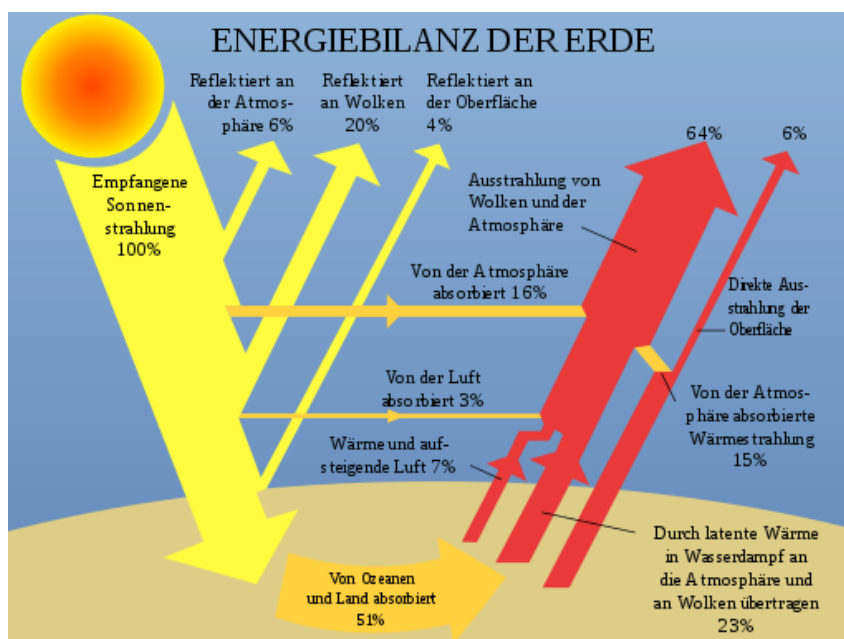 ENERGIEBILANZ DER ERDE
Reflektiert an
der Atmos-
phäre 6%
Reflektiert
an Wolken
20%
Reflektiert an
der Oberfläche
4%
64%
6%
Empfangene
Sonnen-
strahlung
100%
Ausstrahlung von
Wolken und der
Atmosphäre
Von der Atmosphäre
absorbiert 16%
Direkte Aus-
strahlung der
Oberfläche
Von der Luft
absorbiert 3%
Von der Atmos-
phäre absorbierte
Wärmestrahlung
15%
Wärme und auf-
steigende Luft 7%
Durch latente Wärme
in Wasserdampf an
die Atmosphäre und
an Wolken übertragen
23%
Von Ozeanen
und Land absorbiert
51%